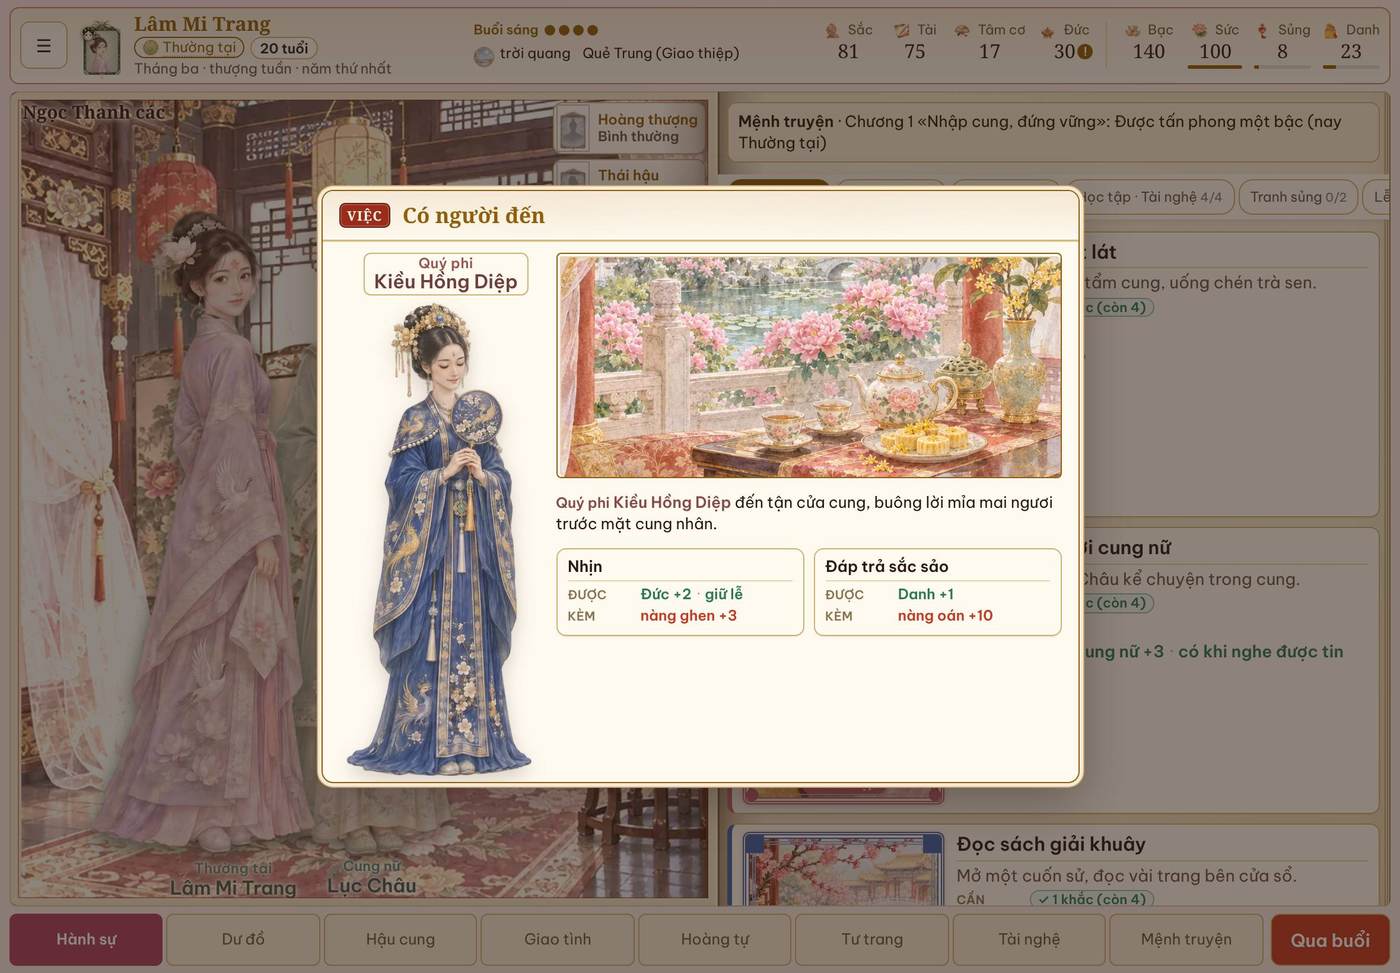 ☰
Lâm Mi Trang
Thường tại
20 tuổi
Tháng ba · thượng tuần · năm thứ nhất
Buổi sáng
trời quang Quẻ Trung (Giao thiệp)
Sắc
81
Tài
75
Tâm cơ
17
Đức
30 !
Bạc
140
Sức
100
Sủng
8
Danh
23
Ngọc Thanh các
Hoàng thượng
Bình thường
Thái hậu
Mệnh truyện · Chương 1 «Nhập cung, đứng vững»: Được tấn phong một bậc (nay
Thường tại)
Học tập · Tài nghệ 4/4
Tranh sủng 0/2
VIỆC
Có người đến
Quý phi
Kiều Hồng Diệp
Quý phi Kiều Hồng Diệp đến tận cửa cung, buông lời mỉa mai ngươi
trước mặt cung nhân.
Nhịn
ĐƯỢC Đức +2 · giữ lễ
KÈM nàng ghen +3
Đáp trả sắc sảo
ĐƯỢC Danh +1
KÈM nàng oán +10
lát
tẩm cung, uống chén trà sen.
(còn 4)
cung nữ
Châu kể chuyện trong cung.
(còn 4)
cung nữ +3 · có khi nghe được tin
Đọc sách giải khuây
Mở một cuốn sử, đọc vài trang bên cửa sổ.
CẦN ✓ 1 khắc (còn 4)
Thường tại
Lâm Mi Trang
Cung nữ
Lục Châu
Hành sự
Dư đồ
Hậu cung
Giao tình
Hoàng tự
Tư trang
Tài nghệ
Mệnh truyện
Qua buổi